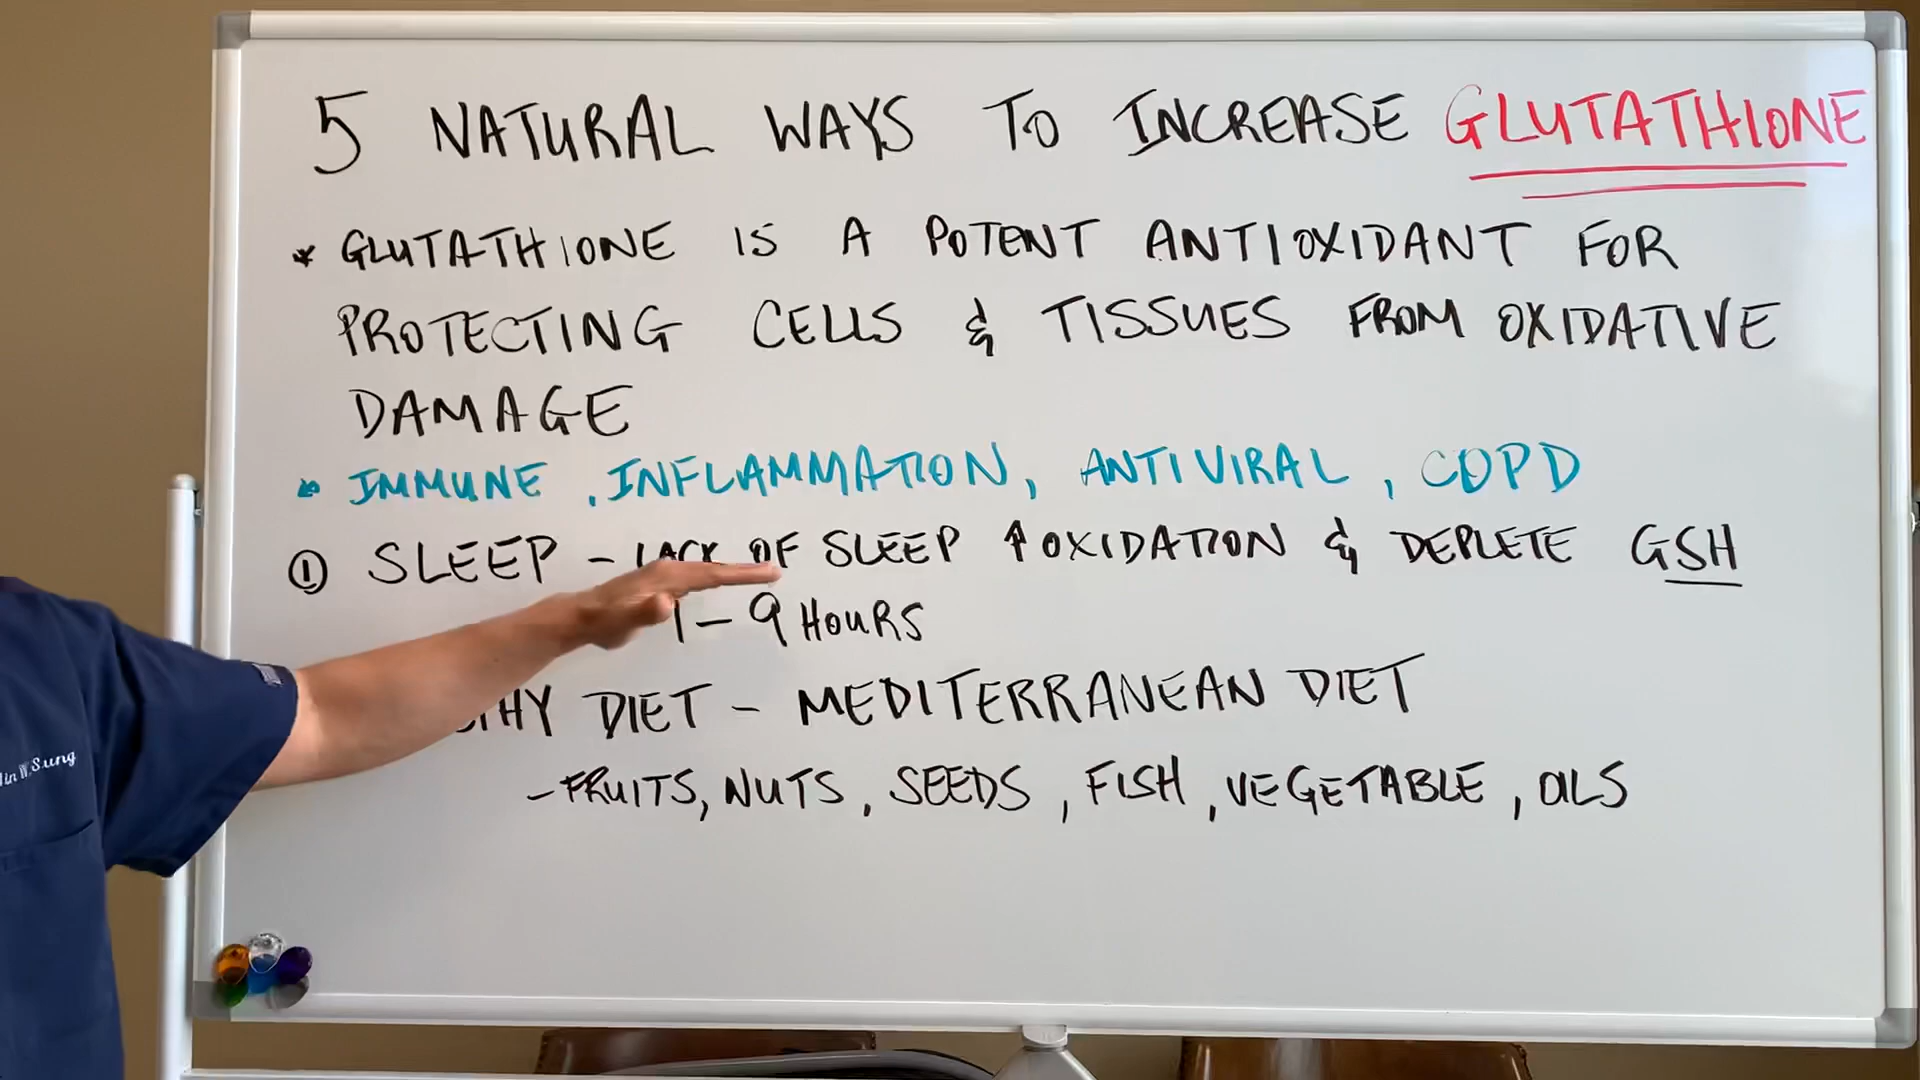 5 NATURAL WAYS TO INCREASE GLUTATHIONE
* GLUTATHIONE IS A POTENT ANTIOXIDANT FOR
PROTECTING CELLS & TISSUES FROM OXIDATIVE
DAMAGE
* IMMUNE, INFLAMMATION, ANTIVIRAL, COPD
① SLEEP - LACK OF SLEEP ↑ OXIDATION & DEPLETE GSH
- 9 HOURS
DIET - MEDITERRANEAN DIET
- FRUITS, NUTS, SEEDS, FISH, VEGETABLE, OILS
W. Sung